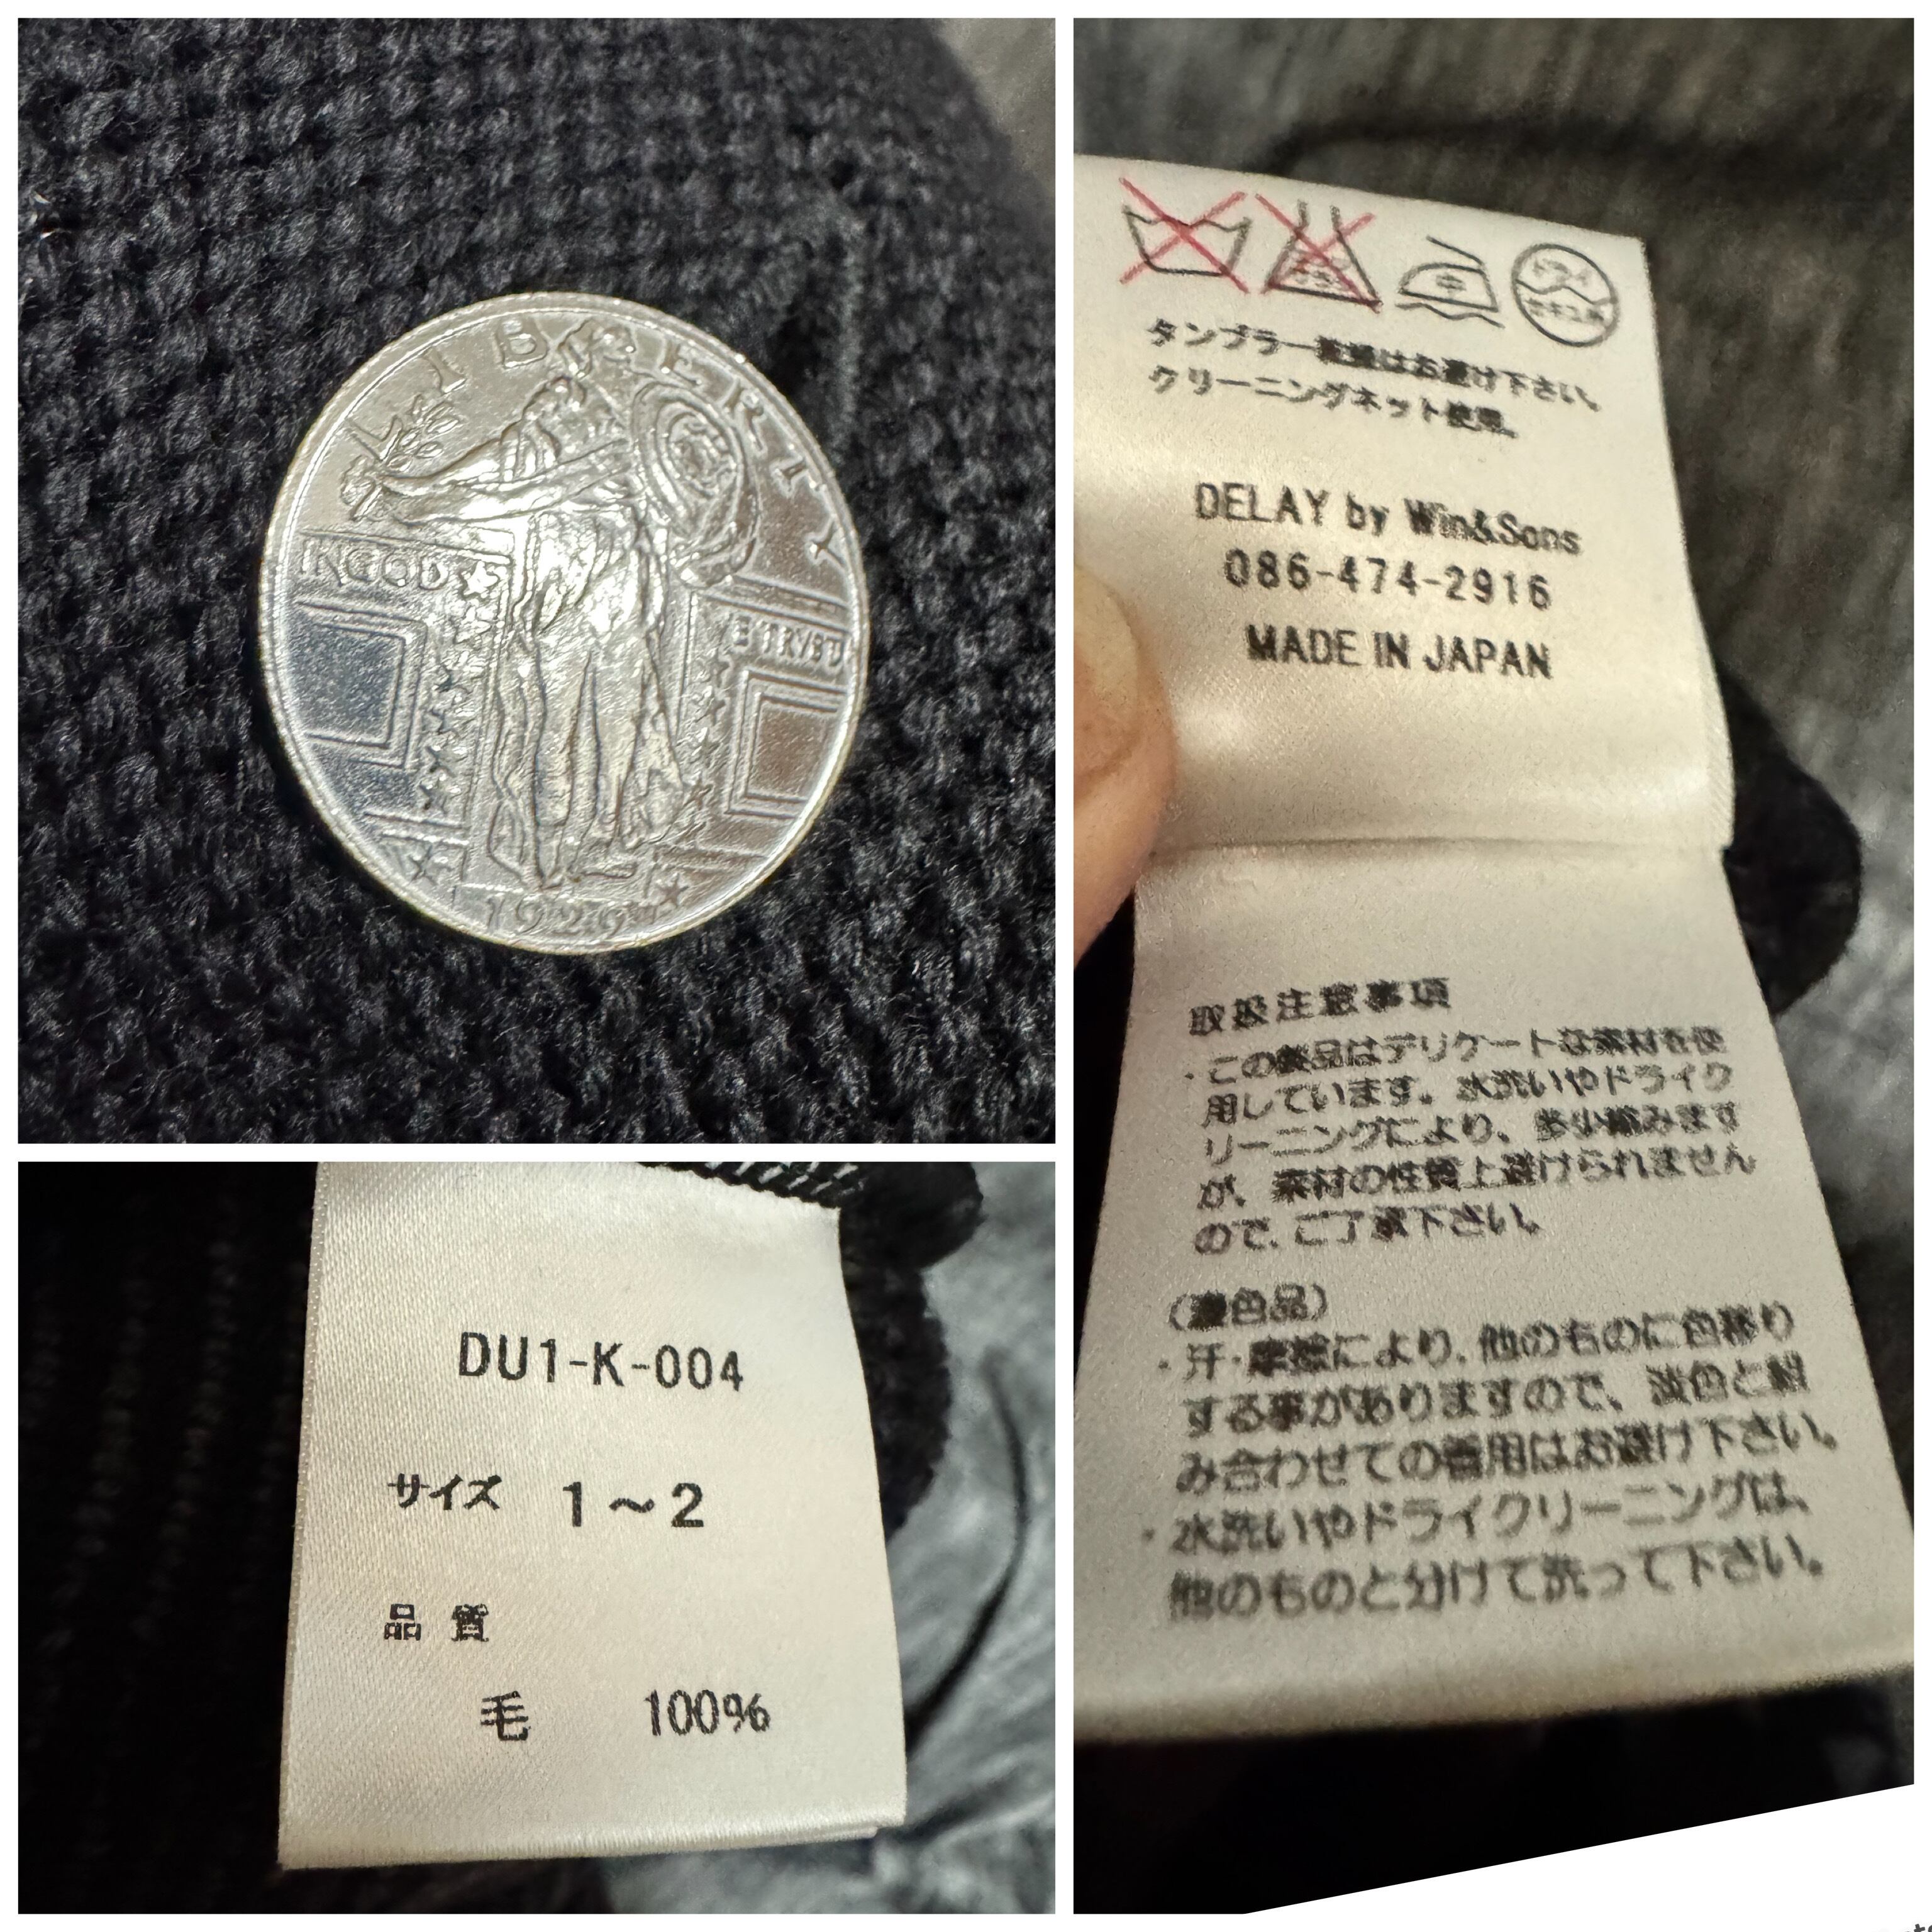 LIBERTY
IN GOD
E TRVST
タンブラー乾燥はお避け下さい。
クリーニングネット使用。
DELAY by Win&Sons
086-474-2916
MADE IN JAPAN
取扱注意事項
・この製品はデリケートな素材を使
用しています。水洗いやドライク
リーニングにより、多少縮みます
が、素材の性質上避けられません
ので、ご了承下さい。
(濃色品)
・汗・摩擦により、他のものに色移り
する事がありますので、淡色と組
み合わせての着用はお避け下さい。
・水洗いやドライクリーニングは、
他のものと分けて洗って下さい。
DU1-K-004
サイズ 1～2
品質
毛 100%